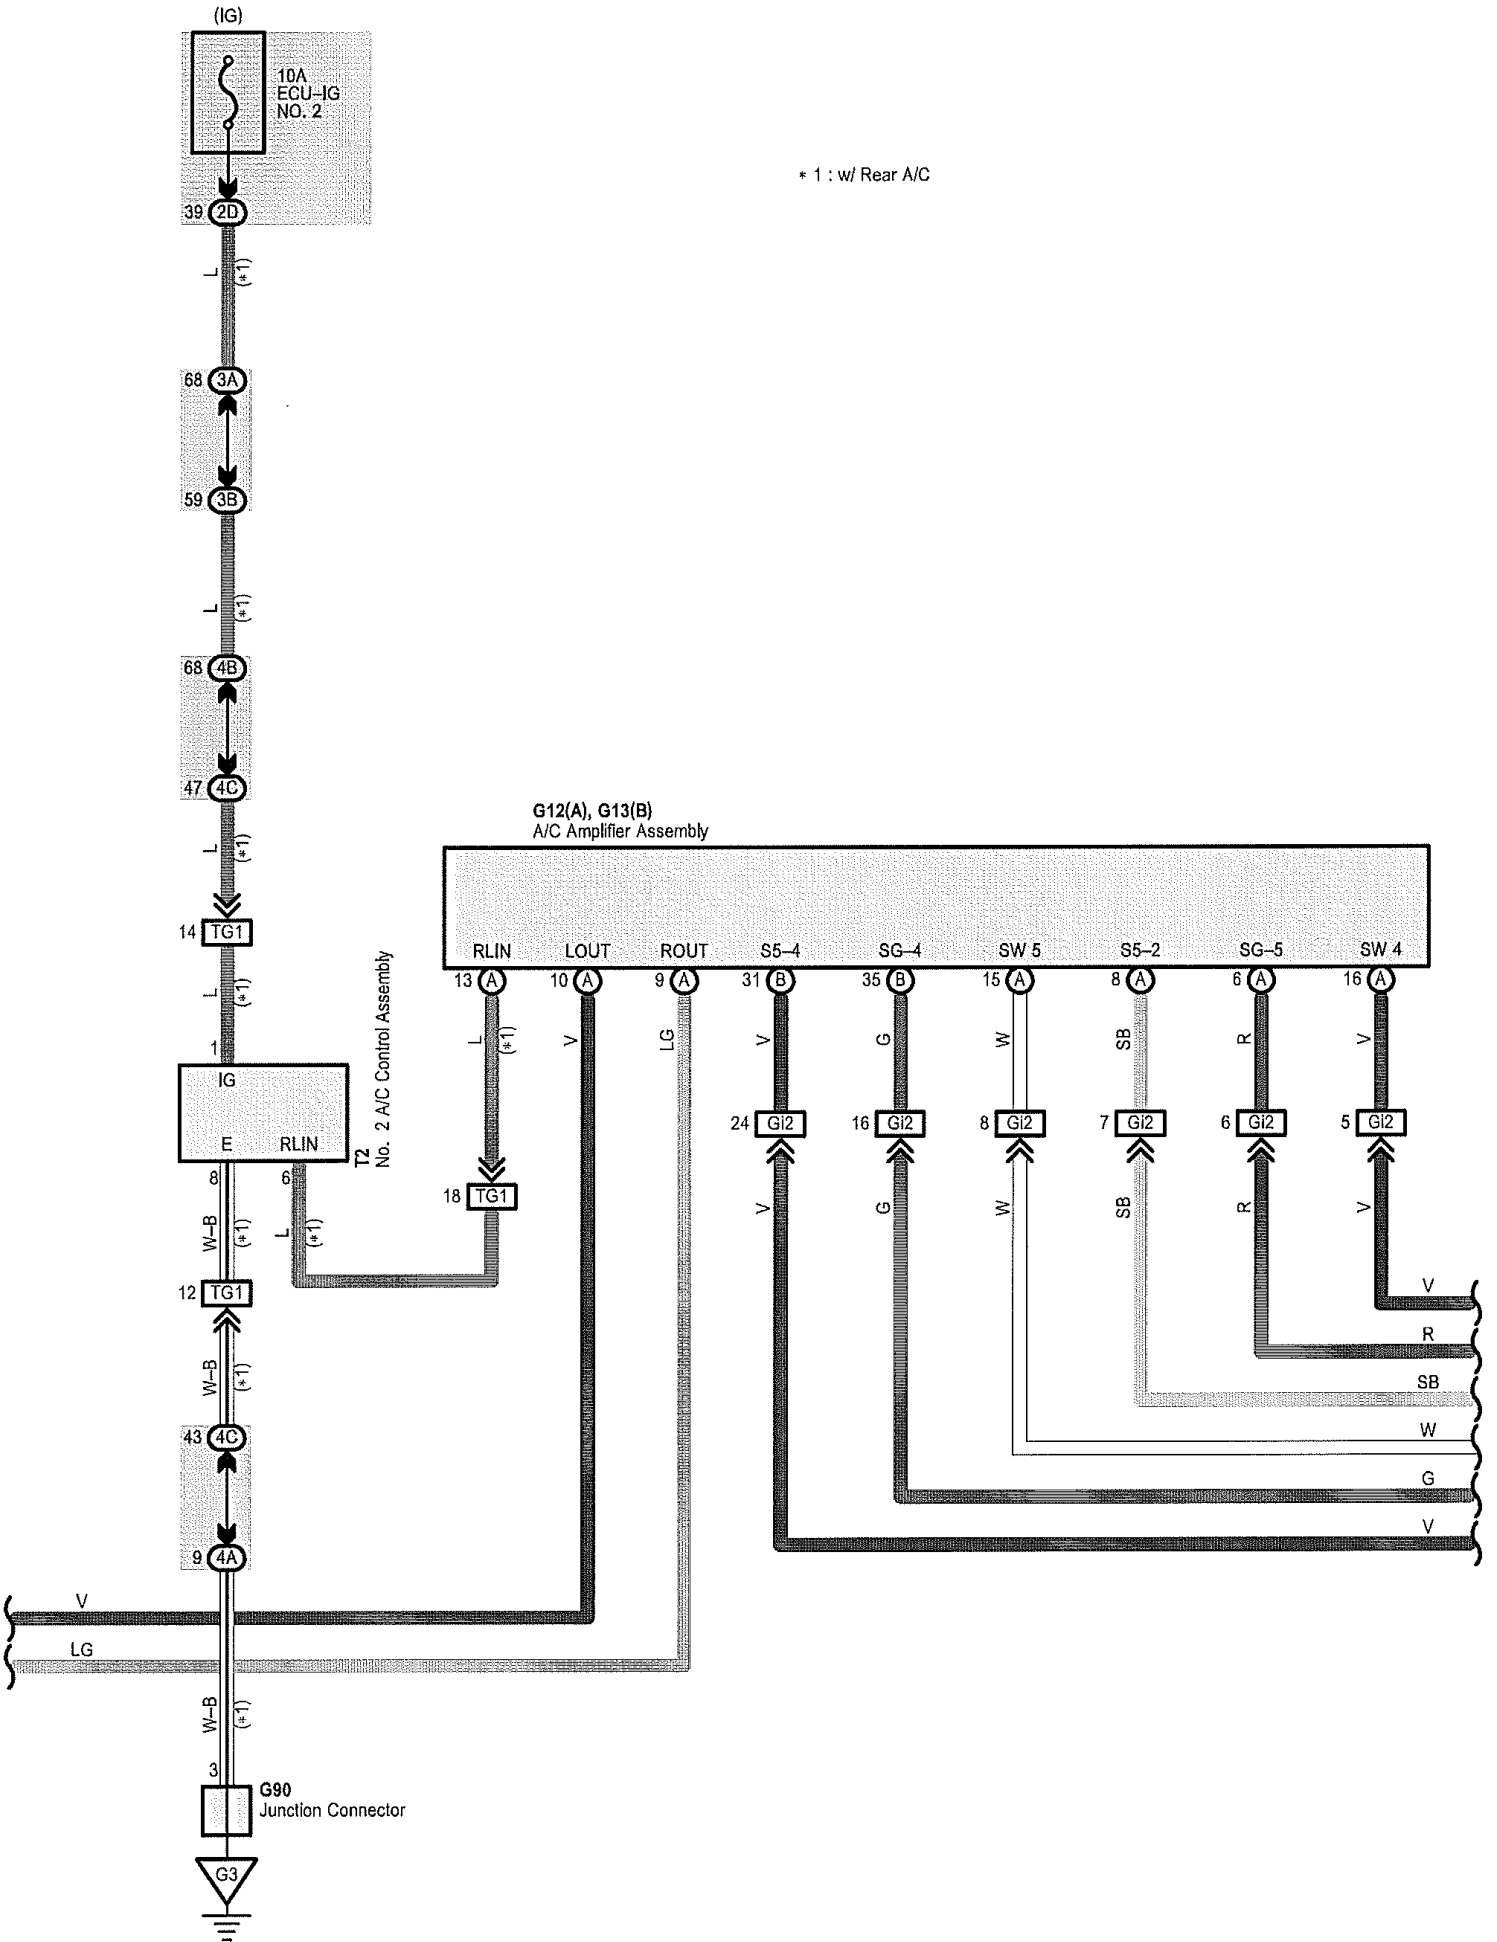 (IG)
10A
ECU–IG
NO. 2
39 2D
* 1 : w/ Rear A/C
L
(*1)
68 3A
59 3B
L
(*1)
68 4B
47 4C
L
(*1)
14 TG1
L
(*1)
1
IG
E RLIN
T2
No. 2 A/C Control Assembly
8 6
W–B
(*1)
L
(*1)
12 TG1
W–B
(*1)
43 4C
9 4A
G12(A), G13(B)
A/C Amplifier Assembly
RLIN LOUT ROUT S5–4 SG–4 SW 5 S5–2 SG–5 SW 4
13 A 10 A 9 A 31 B 35 B 15 A 8 A 6 A 16 A
L
(*1)
V LG V G W SB R V
24 Gi2 16 Gi2 8 Gi2 7 Gi2 6 Gi2 5 Gi2
18 TG1
V G W SB R V
V
R
SB
W
G
V
V
LG
W–B
(*1)
3
G90
Junction Connector
G3